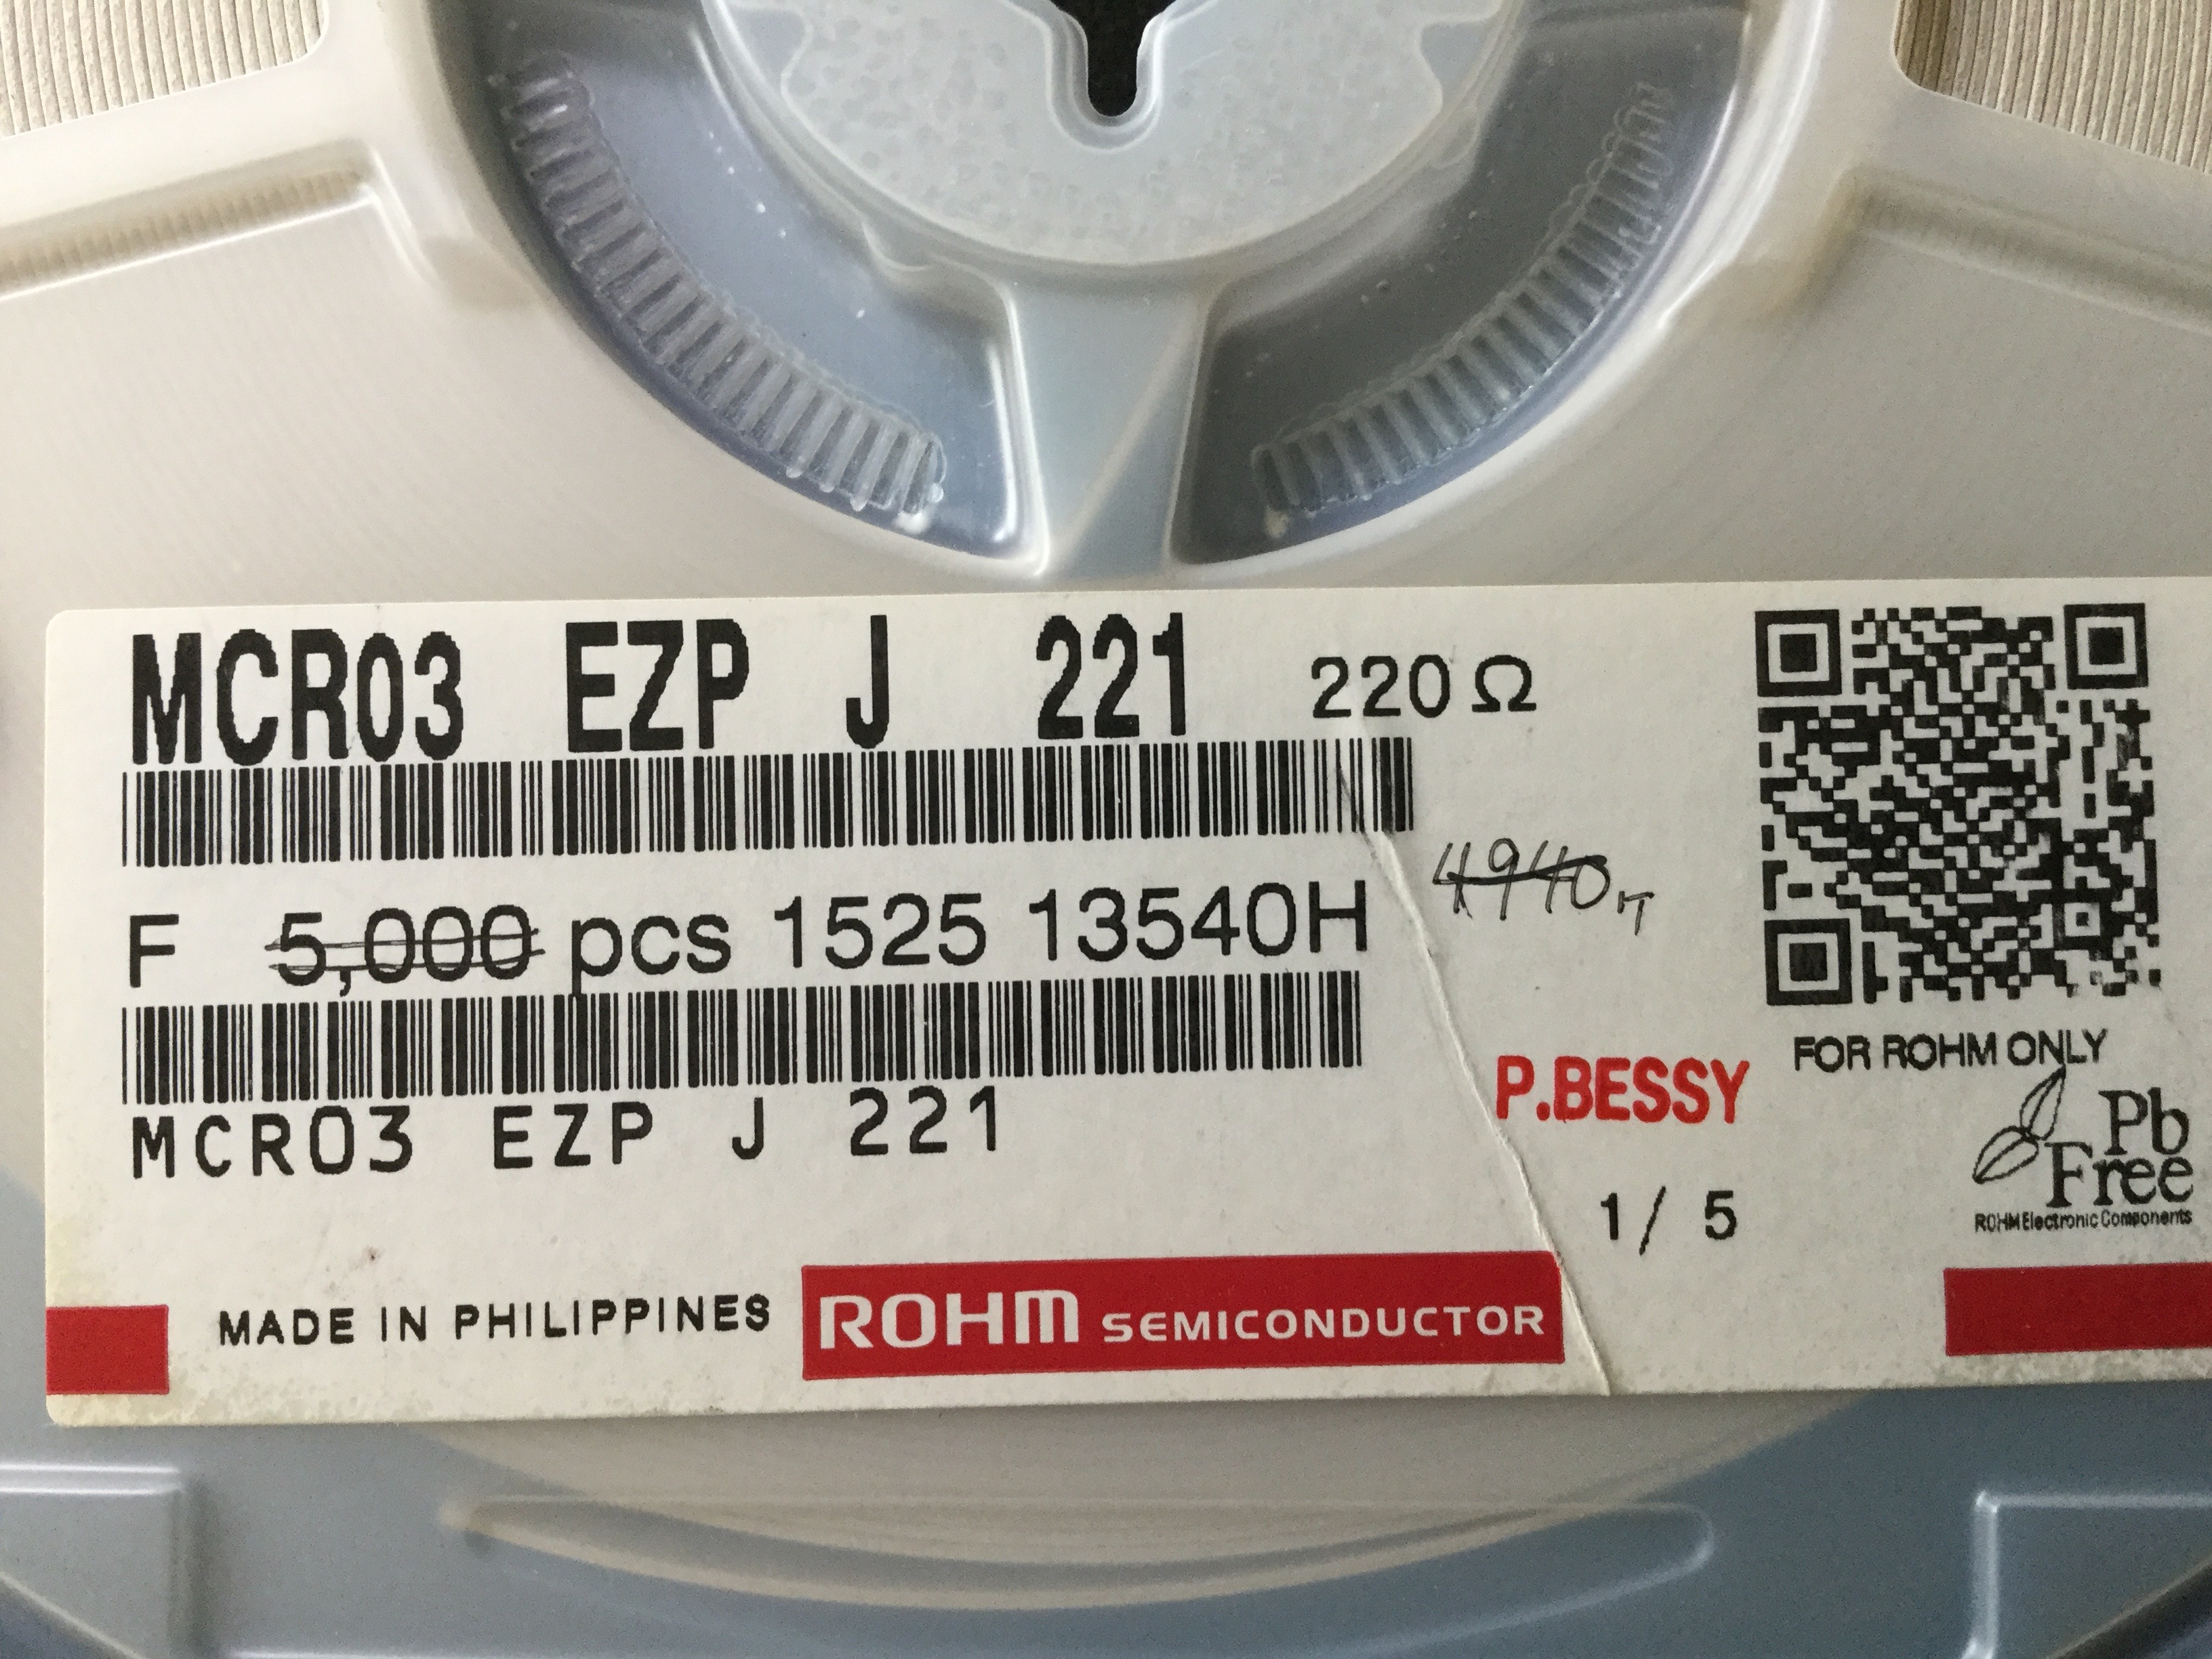 MCR03 EZP J 221 220Ω
4940
F 5,000 pcs 1525 13540H
MCR03 EZP J 221
P.BESSY
FOR ROHM ONLY
Pb
Free
ROHM Electronic Components
1/ 5
MADE IN PHILIPPINES
ROHM SEMICONDUCTOR